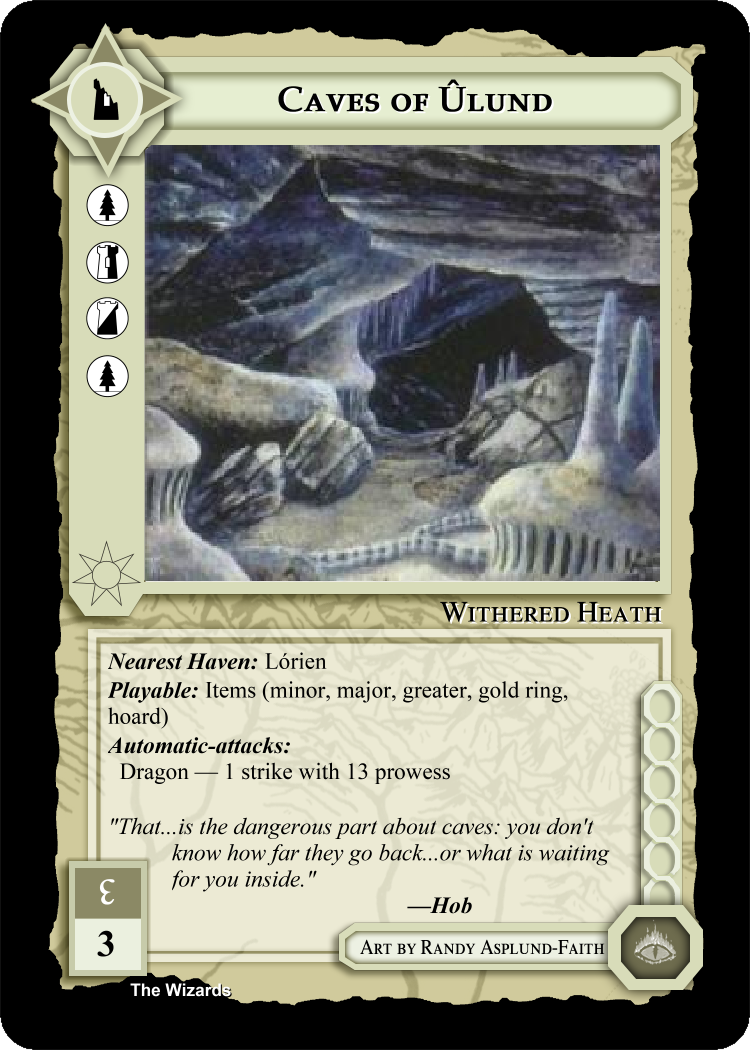 Caves of Ûlund
Withered Heath
Nearest Haven: Lórien
Playable: Items (minor, major, greater, gold ring,
hoard)
Automatic-attacks:
Dragon — 1 strike with 13 prowess
"That...is the dangerous part about caves: you don't
know how far they go back...or what is waiting
for you inside."
—Hob
ε
3
Art by Randy Asplund-Faith
The Wizards